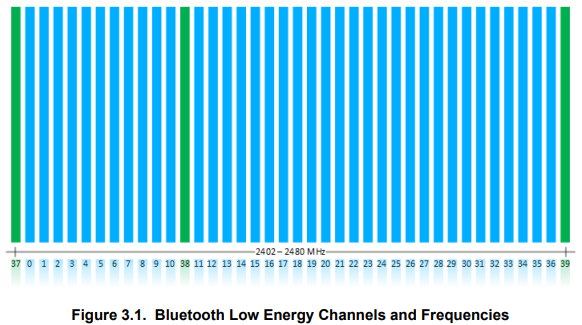 2402 – 2480 MHz
37 0 1 2 3 4 5 6 7 8 9 10 38 11 12 13 14 15 16 17 18 19 20 21 22 23 24 25 26 27 28 29 30 31 32 33 34 35 36 39
Figure 3.1. Bluetooth Low Energy Channels and Frequencies